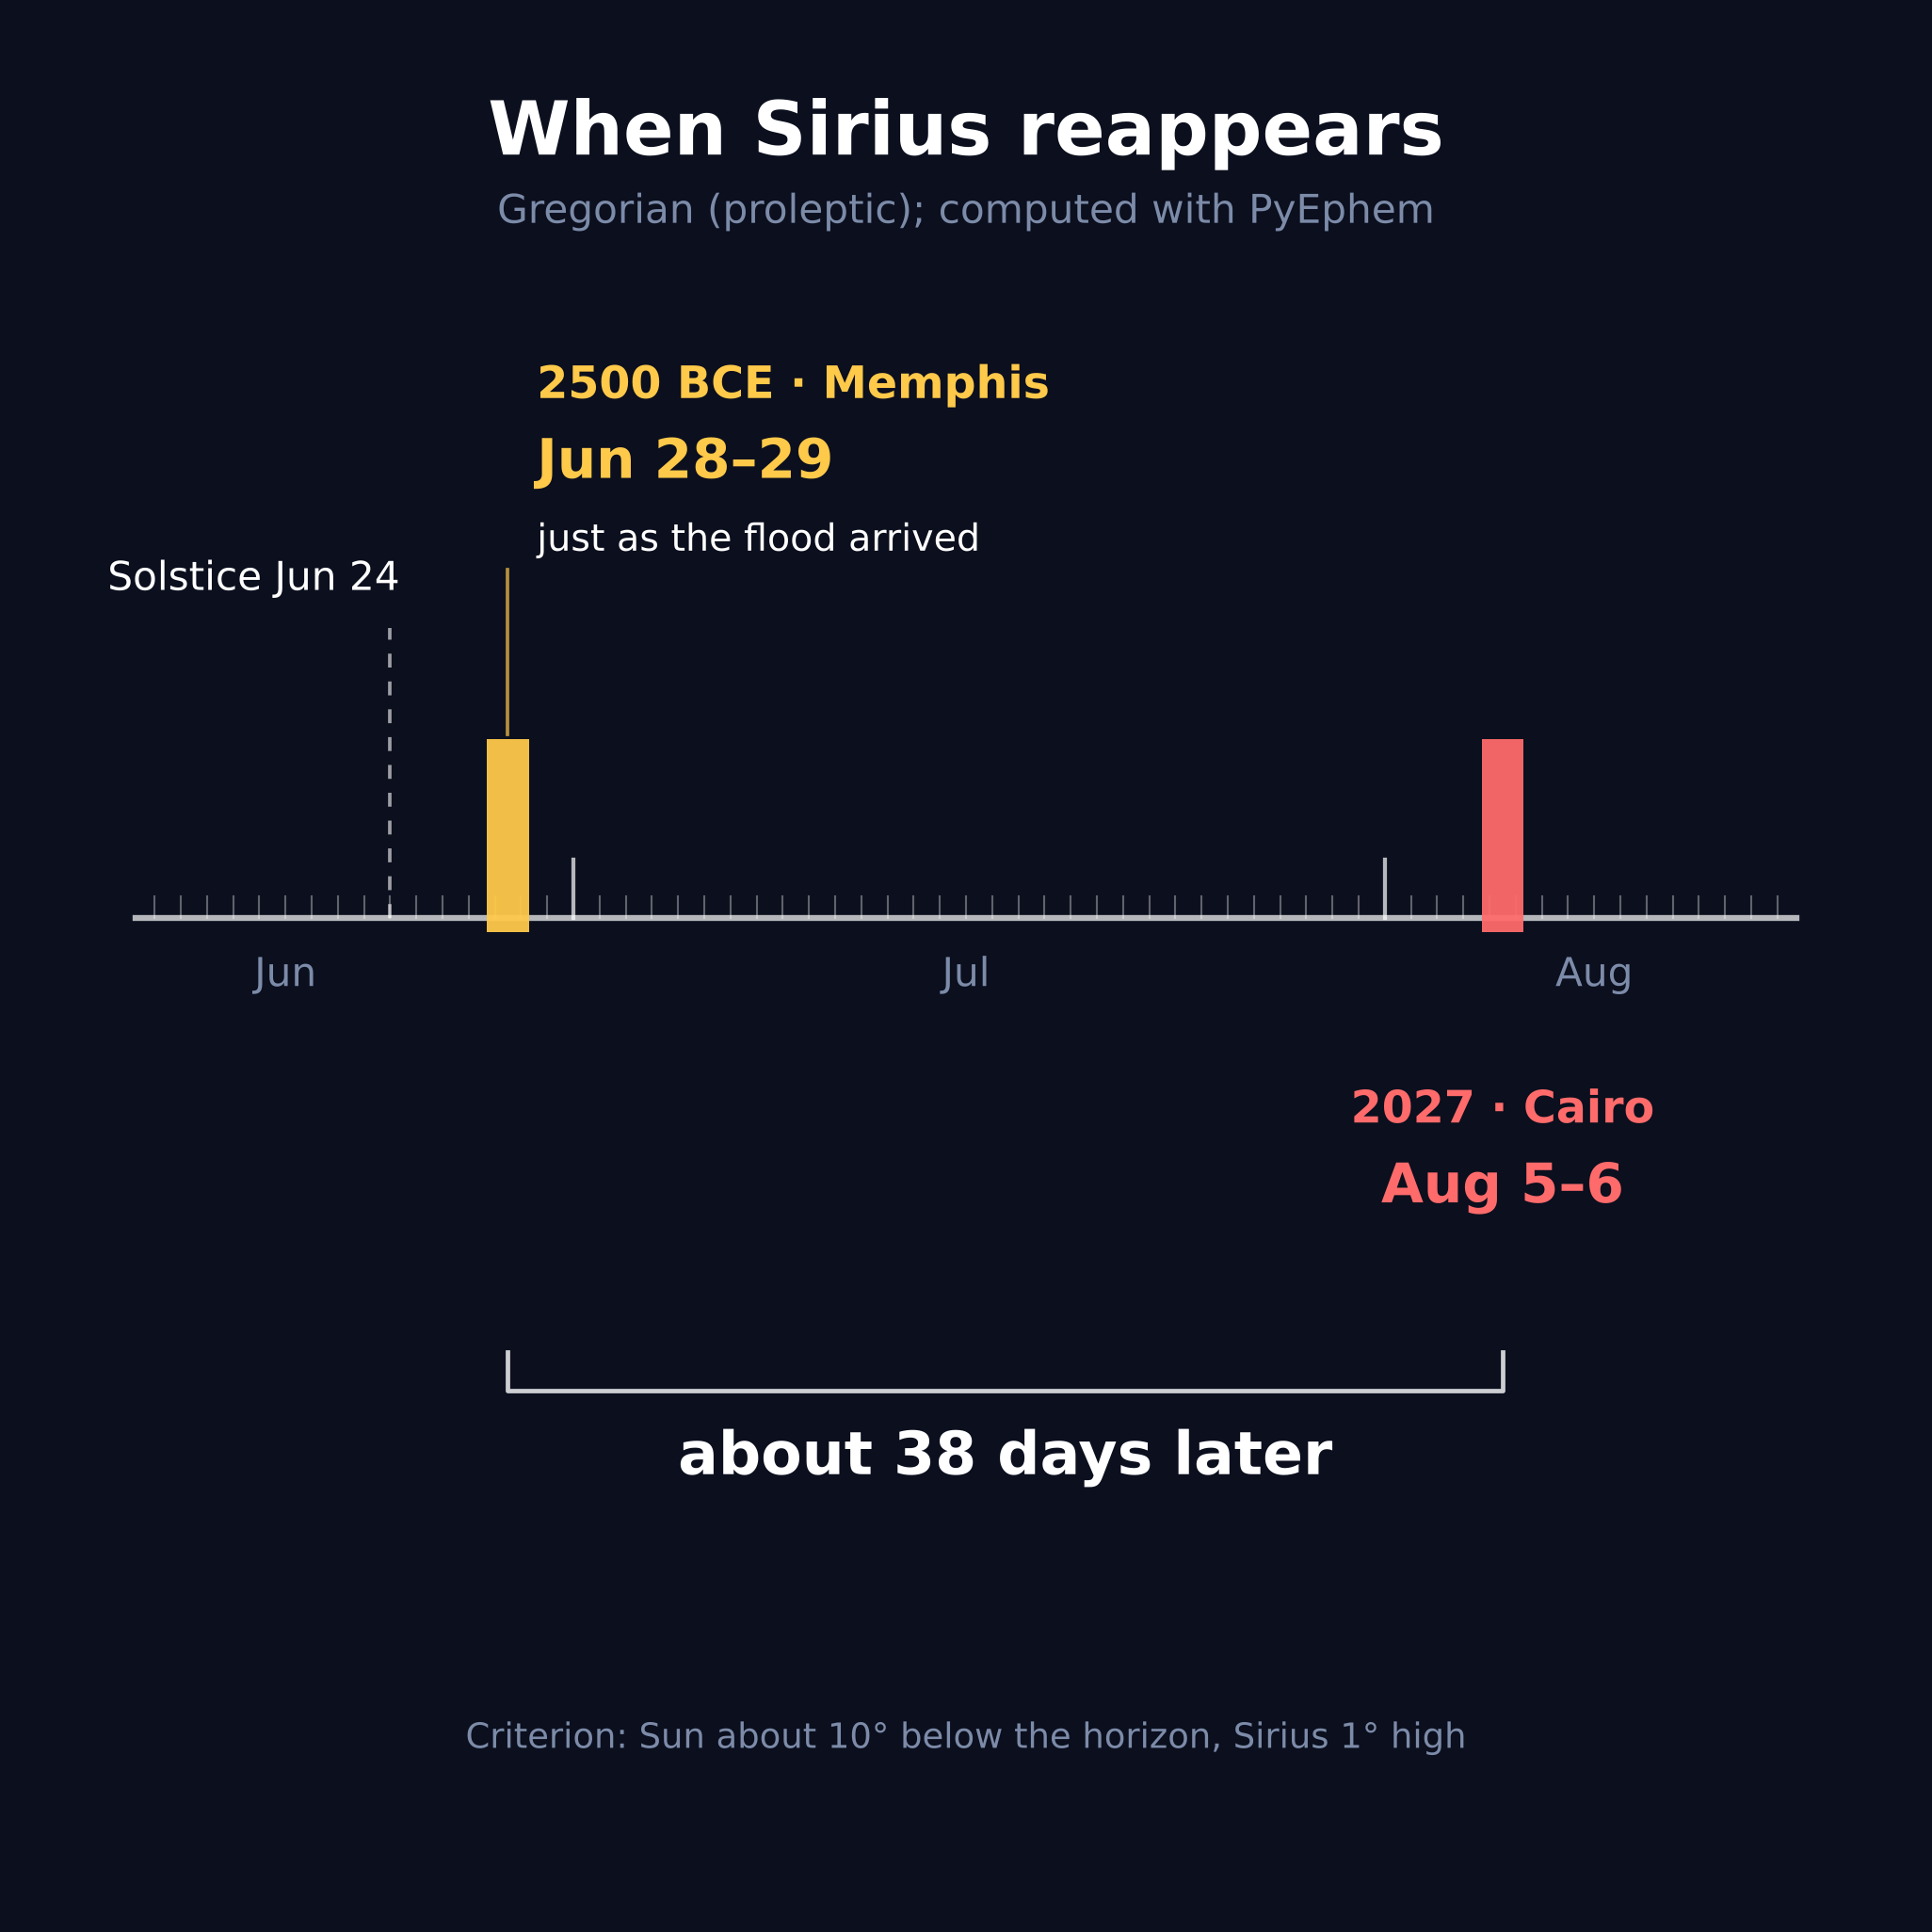 When Sirius reappears
Gregorian (proleptic); computed with PyEphem
2500 BCE · Memphis
Jun 28–29
just as the flood arrived
Solstice Jun 24
Jun
Jul
Aug
2027 · Cairo
Aug 5–6
about 38 days later
Criterion: Sun about 10° below the horizon, Sirius 1° high